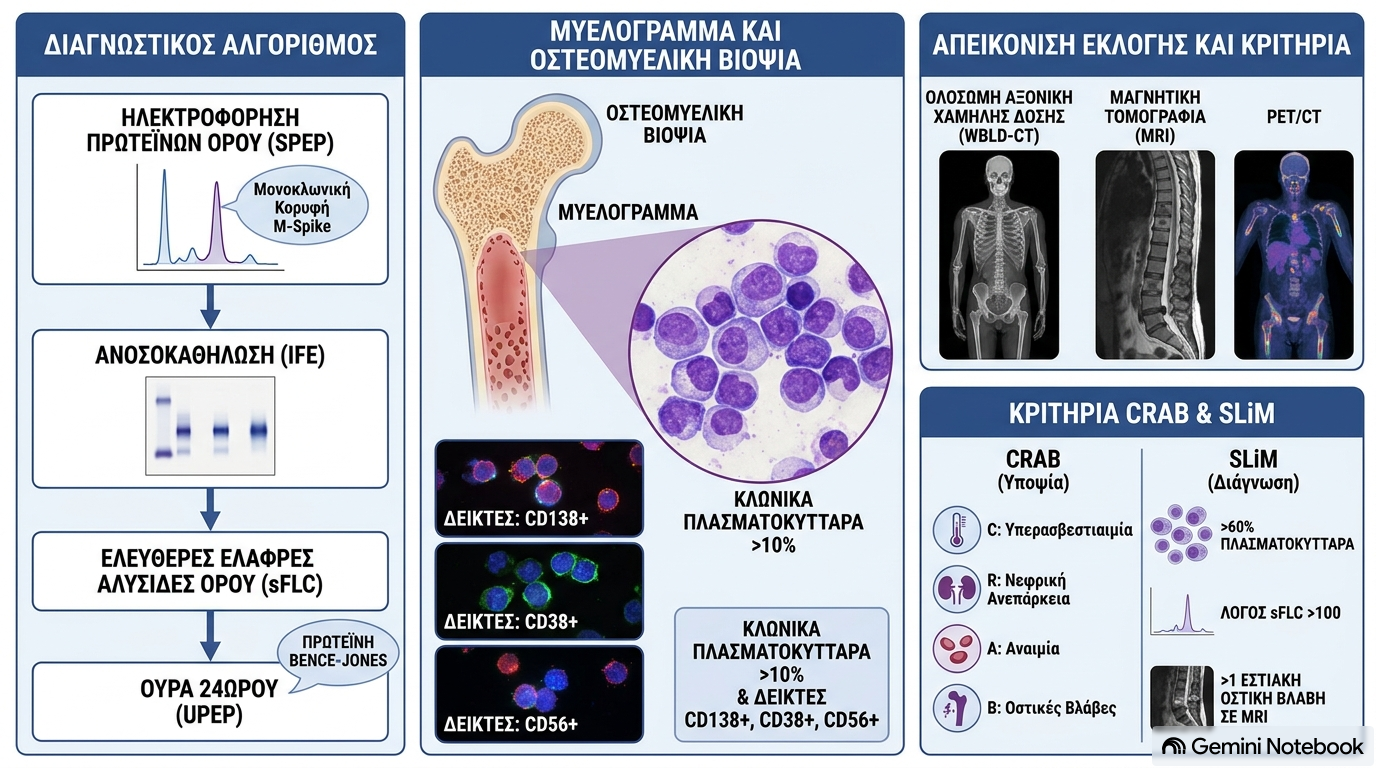 ΔΙΑΓΝΩΣΤΙΚΟΣ ΑΛΓΟΡΙΘΜΟΣ
ΗΛΕΚΤΡΟΦΟΡΗΣΗ
ΠΡΩΤΕΪΝΩΝ ΟΡΟΥ (SPEP)
Μονοκλωνική
Κορυφή
M-Spike
ΑΝΟΣΟΚΑΘΗΛΩΣΗ (IFE)
ΕΛΕΥΘΕΡΕΣ ΕΛΑΦΡΕΣ
ΑΛΥΣΙΔΕΣ ΟΡΟΥ (sFLC)
ΠΡΩΤΕΪΝΗ
BENCE-JONES
ΟΥΡΑ 24ΩΡΟΥ
(UPEP)
ΜΥΕΛΟΓΡΑΜΜΑ ΚΑΙ
ΟΣΤΕΟΜΥΕΛΙΚΗ ΒΙΟΨΙΑ
ΟΣΤΕΟΜΥΕΛΙΚΗ
ΒΙΟΨΙΑ
ΜΥΕΛΟΓΡΑΜΜΑ
ΔΕΙΚΤΕΣ: CD138+
ΔΕΙΚΤΕΣ: CD38+
ΔΕΙΚΤΕΣ: CD56+
ΚΛΩΝΙΚΑ
ΠΛΑΣΜΑΤΟΚΥΤΤΑΡΑ
>10%
ΚΛΩΝΙΚΑ
ΠΛΑΣΜΑΤΟΚΥΤΤΑΡΑ
>10%
& ΔΕΙΚΤΕΣ
CD138+, CD38+, CD56+
ΑΠΕΙΚΟΝΙΣΗ ΕΚΛΟΓΗΣ ΚΑΙ ΚΡΙΤΗΡΙΑ
ΟΛΟΣΩΜΗ ΑΞΟΝΙΚΗ
ΧΑΜΗΛΗΣ ΔΟΣΗΣ
(WBLD-CT)
ΜΑΓΝΗΤΙΚΗ
ΤΟΜΟΓΡΑΦΙΑ
(MRI)
PET/CT
ΚΡΙΤΗΡΙΑ CRAB & SLiM
CRAB
(Υποψία)
C: Υπερασβεστιαιμία
R: Νεφρική
Ανεπάρκεια
A: Αναιμία
B: Οστικές Βλάβες
SLiM
(Διάγνωση)
>60%
ΠΛΑΣΜΑΤΟΚΥΤΤΑΡΑ
ΛΟΓΟΣ sFLC >100
>1 ΕΣΤΙΑΚΗ
ΟΣΤΙΚΗ ΒΛΑΒΗ
ΣΕ MRI
Gemini Notebook